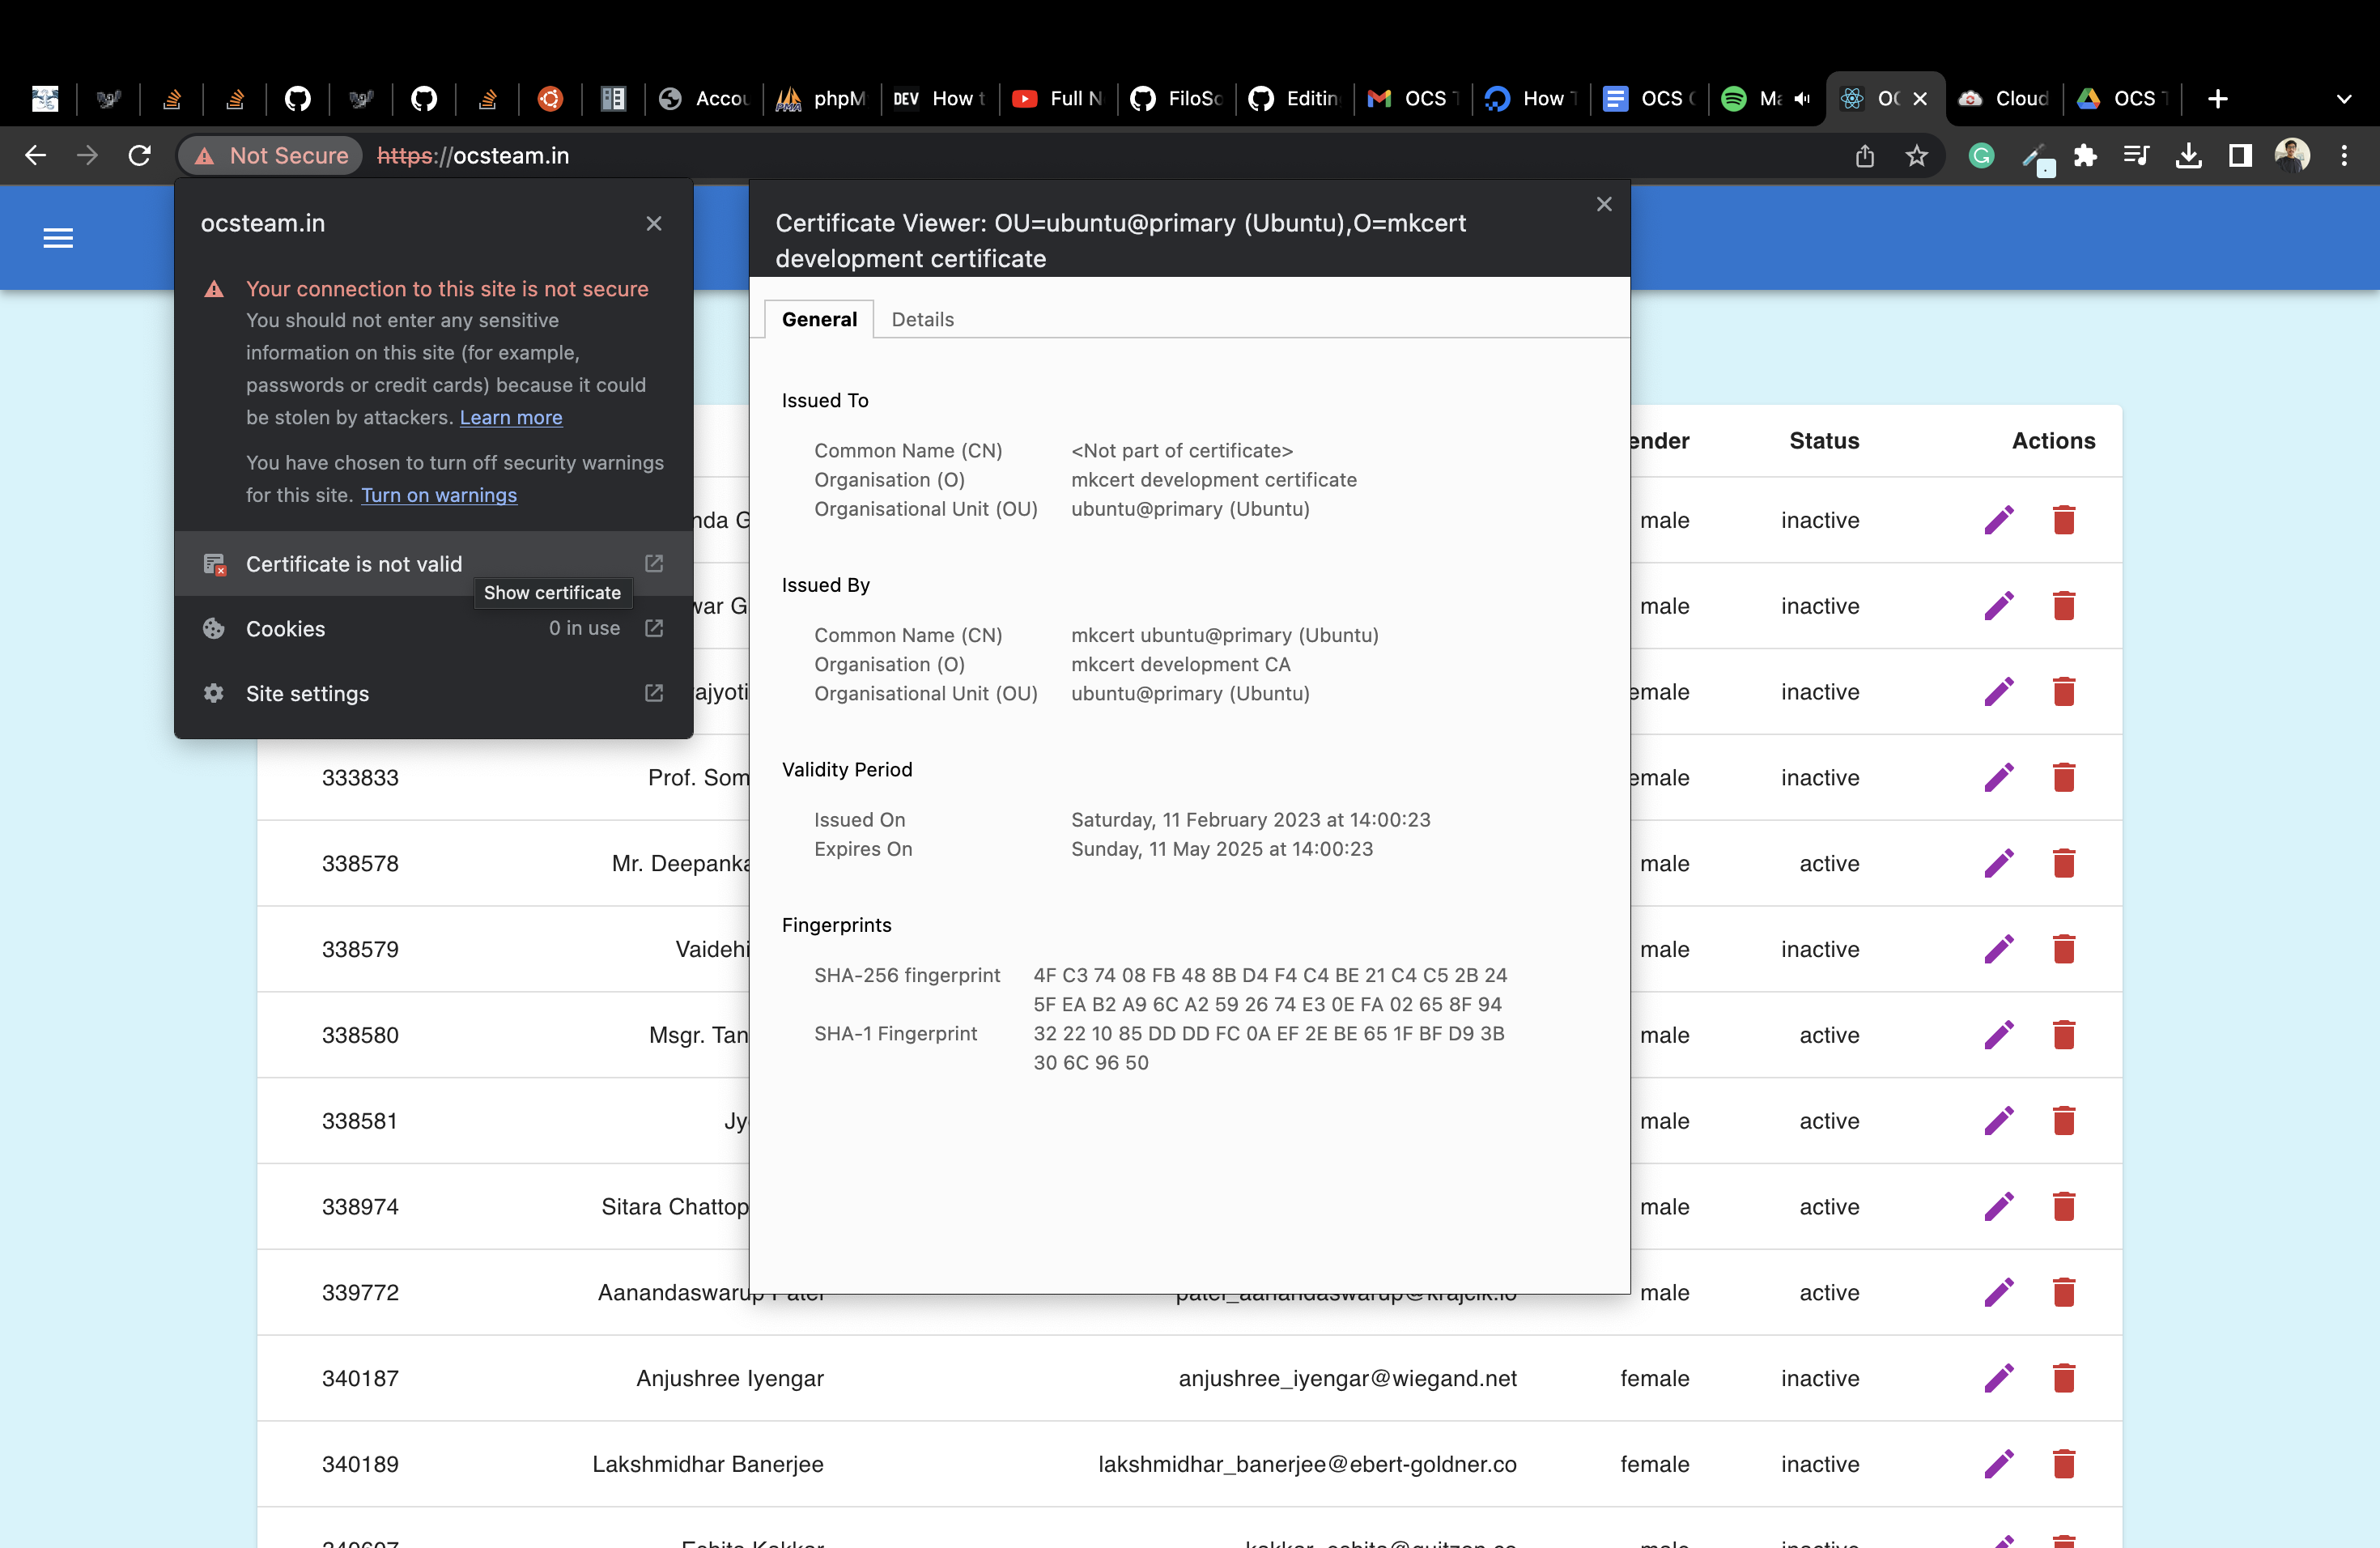 Accou
phpM
DEV
How t
Full N
FiloSo
Editin
OCS T
How T
OCS
Ma
OC
Cloud
OCS T
Not Secure
https://ocsteam.in
ocsteam.in
Your connection to this site is not secure
You should not enter any sensitive
information on this site (for example,
passwords or credit cards) because it could
be stolen by attackers. Learn more
You have chosen to turn off security warnings
for this site. Turn on warnings
Certificate is not valid
Show certificate
Cookies 0 in use
Site settings
Certificate Viewer: OU=ubuntu@primary (Ubuntu),O=mkcert
development certificate
General Details
Issued To
Common Name (CN) <Not part of certificate>
Organisation (O) mkcert development certificate
Organisational Unit (OU) ubuntu@primary (Ubuntu)
Issued By
Common Name (CN) mkcert ubuntu@primary (Ubuntu)
Organisation (O) mkcert development CA
Organisational Unit (OU) ubuntu@primary (Ubuntu)
Validity Period
Issued On Saturday, 11 February 2023 at 14:00:23
Expires On Sunday, 11 May 2025 at 14:00:23
Fingerprints
SHA-256 fingerprint 4F C3 74 08 FB 48 8B D4 F4 C4 BE 21 C4 C5 2B 24
5F EA B2 A9 6C A2 59 26 74 E3 0E FA 02 65 8F 94
SHA-1 Fingerprint 32 22 10 85 DD DD FC 0A EF 2E BE 65 1F BF D9 3B
30 6C 96 50
ender Status Actions
nda G male inactive
war G male inactive
ajyoti emale inactive
333833 Prof. Som emale inactive
338578 Mr. Deepanka male active
338579 Vaidehi male inactive
338580 Msgr. Tan male active
338581 Jy male active
338974 Sitara Chattop male active
339772 Aanandaswarup Patel patel_aanandaswarup@krajcik.io male active
340187 Anjushree Iyengar anjushree_iyengar@wiegand.net female inactive
340189 Lakshmidhar Banerjee lakshmidhar_banerjee@ebert-goldner.co female inactive